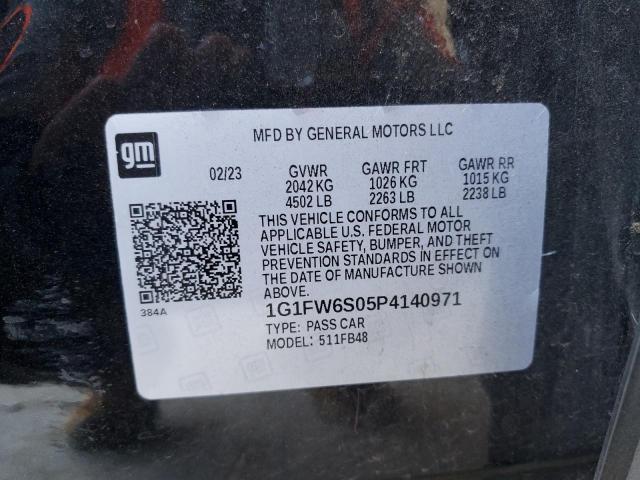 gm
MFD BY GENERAL MOTORS LLC
02/23 GVWR GAWR FRT GAWR RR
2042 KG 1026 KG 1015 KG
4502 LB 2263 LB 2238 LB
THIS VEHICLE CONFORMS TO ALL
APPLICABLE U.S. FEDERAL MOTOR
VEHICLE SAFETY, BUMPER, AND THEFT
PREVENTION STANDARDS IN EFFECT ON
THE DATE OF MANUFACTURE SHOWN
ABOVE.
384A
1G1FW6S05P4140971
TYPE: PASS CAR
MODEL: 511FB48